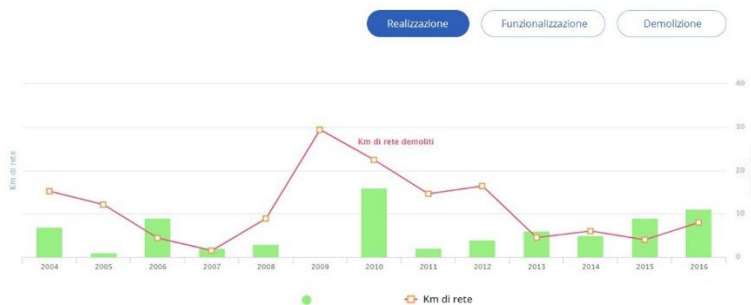 Realizzazione
Funzionalizzazione
Demolizione
40
30
20
10
0
Km di rete
Km di rete demoliti
2004 2005 2006 2007 2008 2009 2010 2011 2012 2013 2014 2015 2016
Km di rete